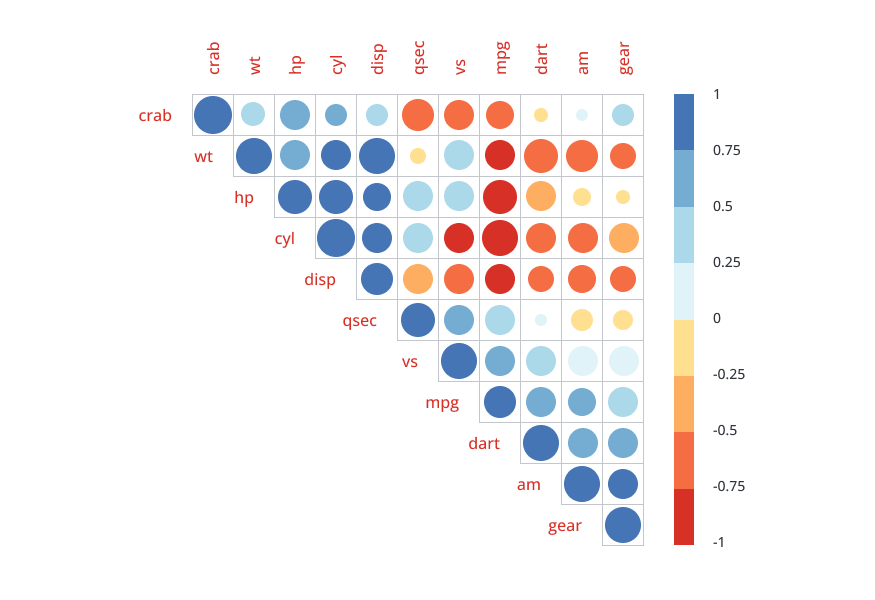 crab
wt
hp
cyl
disp
qsec
vs
mpg
dart
am
gear
crab
wt
hp
cyl
disp
qsec
vs
mpg
dart
am
gear
1
0.75
0.5
0.25
0
-0.25
-0.5
-0.75
-1